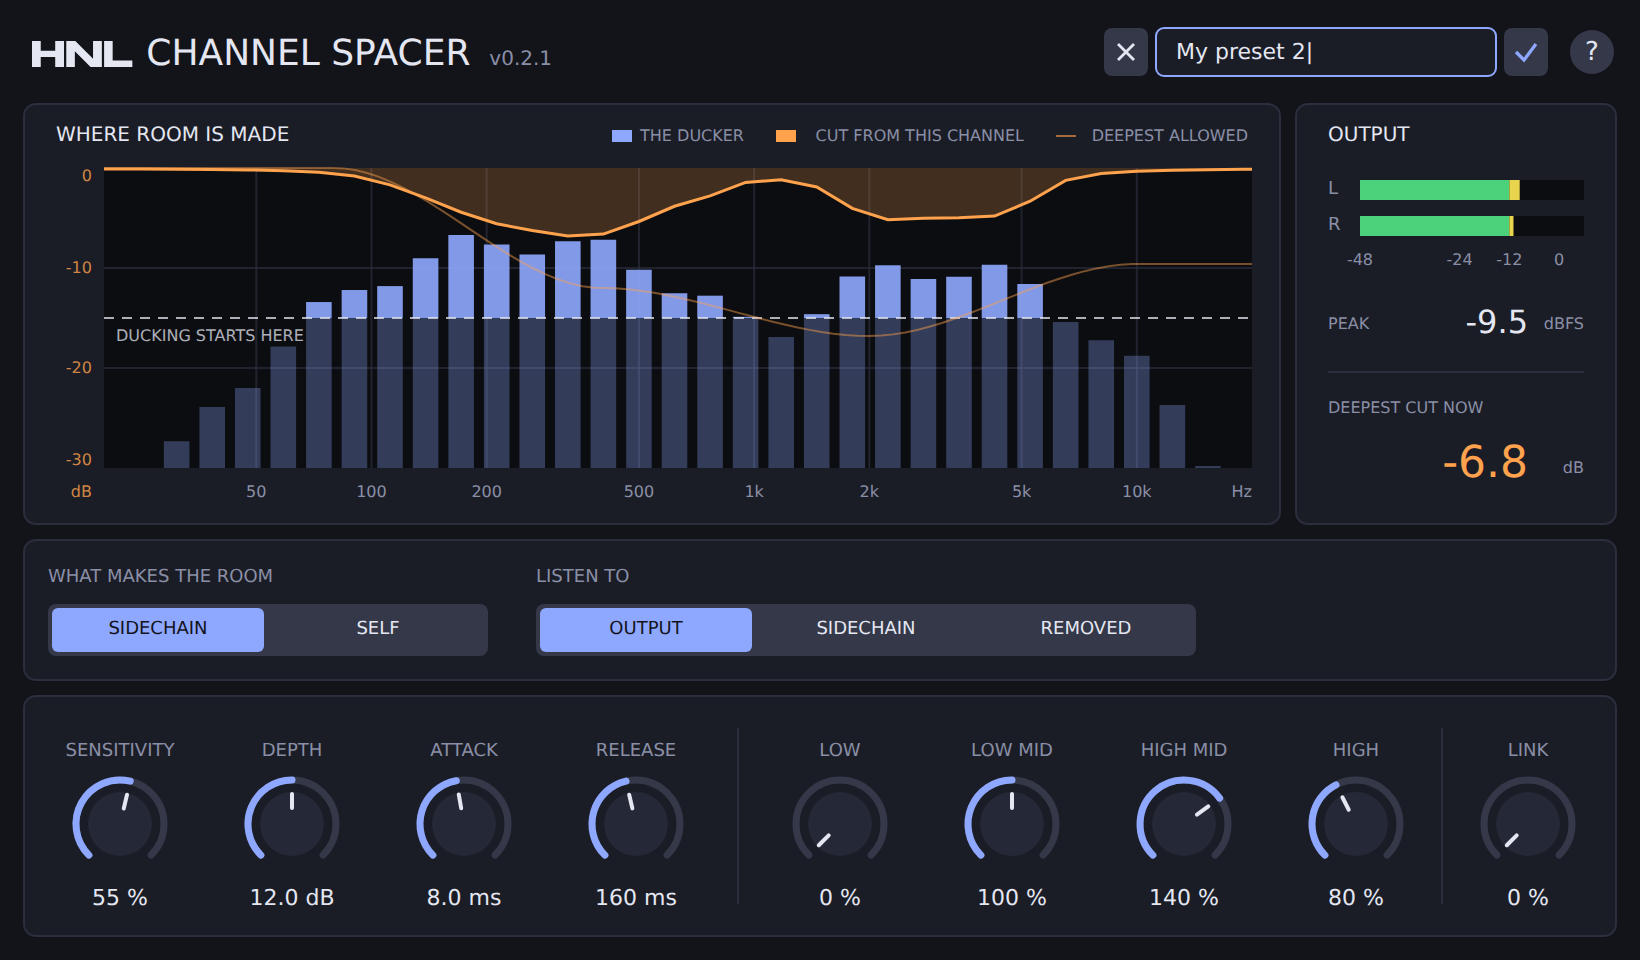 HNL CHANNEL SPACER v0.2.1
My preset 2
?
WHERE ROOM IS MADE
THE DUCKER
CUT FROM THIS CHANNEL
DEEPEST ALLOWED
0
-10
-20
-30
dB
DUCKING STARTS HERE
50 100 200 500 1k 2k 5k 10k Hz
OUTPUT
L
R
-48 -24 -12 0
PEAK -9.5 dBFS
DEEPEST CUT NOW
-6.8 dB
WHAT MAKES THE ROOM
SIDECHAIN SELF
LISTEN TO
OUTPUT SIDECHAIN REMOVED
SENSITIVITY DEPTH ATTACK RELEASE LOW LOW MID HIGH MID HIGH LINK
55 % 12.0 dB 8.0 ms 160 ms 0 % 100 % 140 % 80 % 0 %